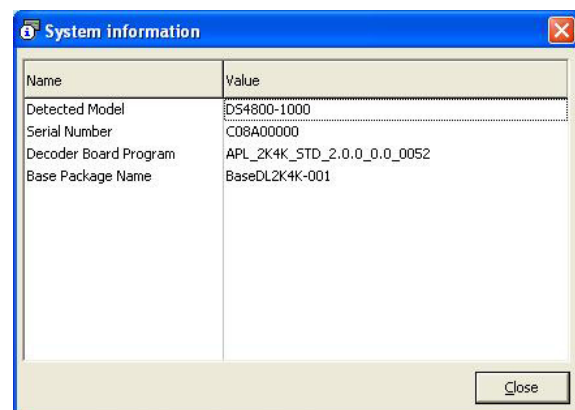 System information
Name Value
Detected Model DS4800-1000
Serial Number C08A00000
Decoder Board Program APL_2K4K_STD_2.0.0_0.0_0052
Base Package Name BaseDL2K4K-001
Close